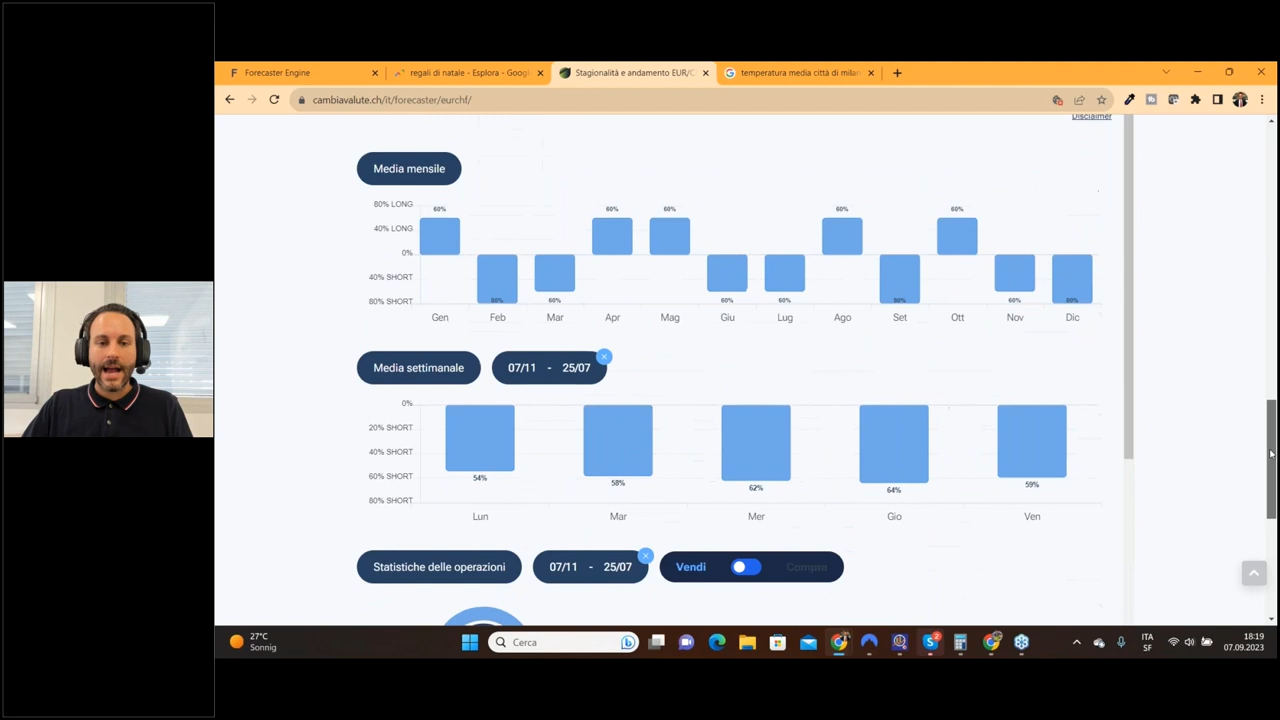 Forecaster Engine
regali di natale - Esplora - Googl
Stagionalità e andamento EUR/C
temperatura media città di milan
cambiavalute.ch/it/forecaster/eurchf/
Disclaimer
Media mensile
80% LONG
40% LONG
0%
40% SHORT
80% SHORT
60% 80% 60% 60% 60% 60% 60% 60% 80% 60% 60% 80%
Gen Feb Mar Apr Mag Giu Lug Ago Set Ott Nov Dic
Media settimanale 07/11 - 25/07
0%
20% SHORT
40% SHORT
60% SHORT
80% SHORT
54% 58% 62% 64% 59%
Lun Mar Mer Gio Ven
Statistiche delle operazioni 07/11 - 25/07 Vendi Compra
27°C
Sonnig
Cerca
2
ITA
SF
18:19
07.09.2023